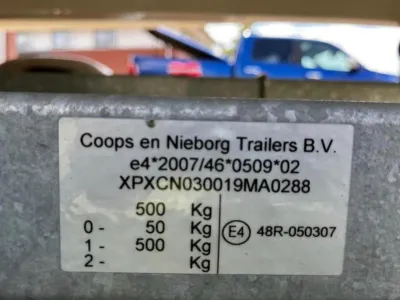 Coops en Nieborg Trailers B.V.
e4*2007/46*0509*02
XPXCN030019MA0288
500 Kg
0- 50 Kg
1- 500 Kg
2- Kg
E4 48R-050307